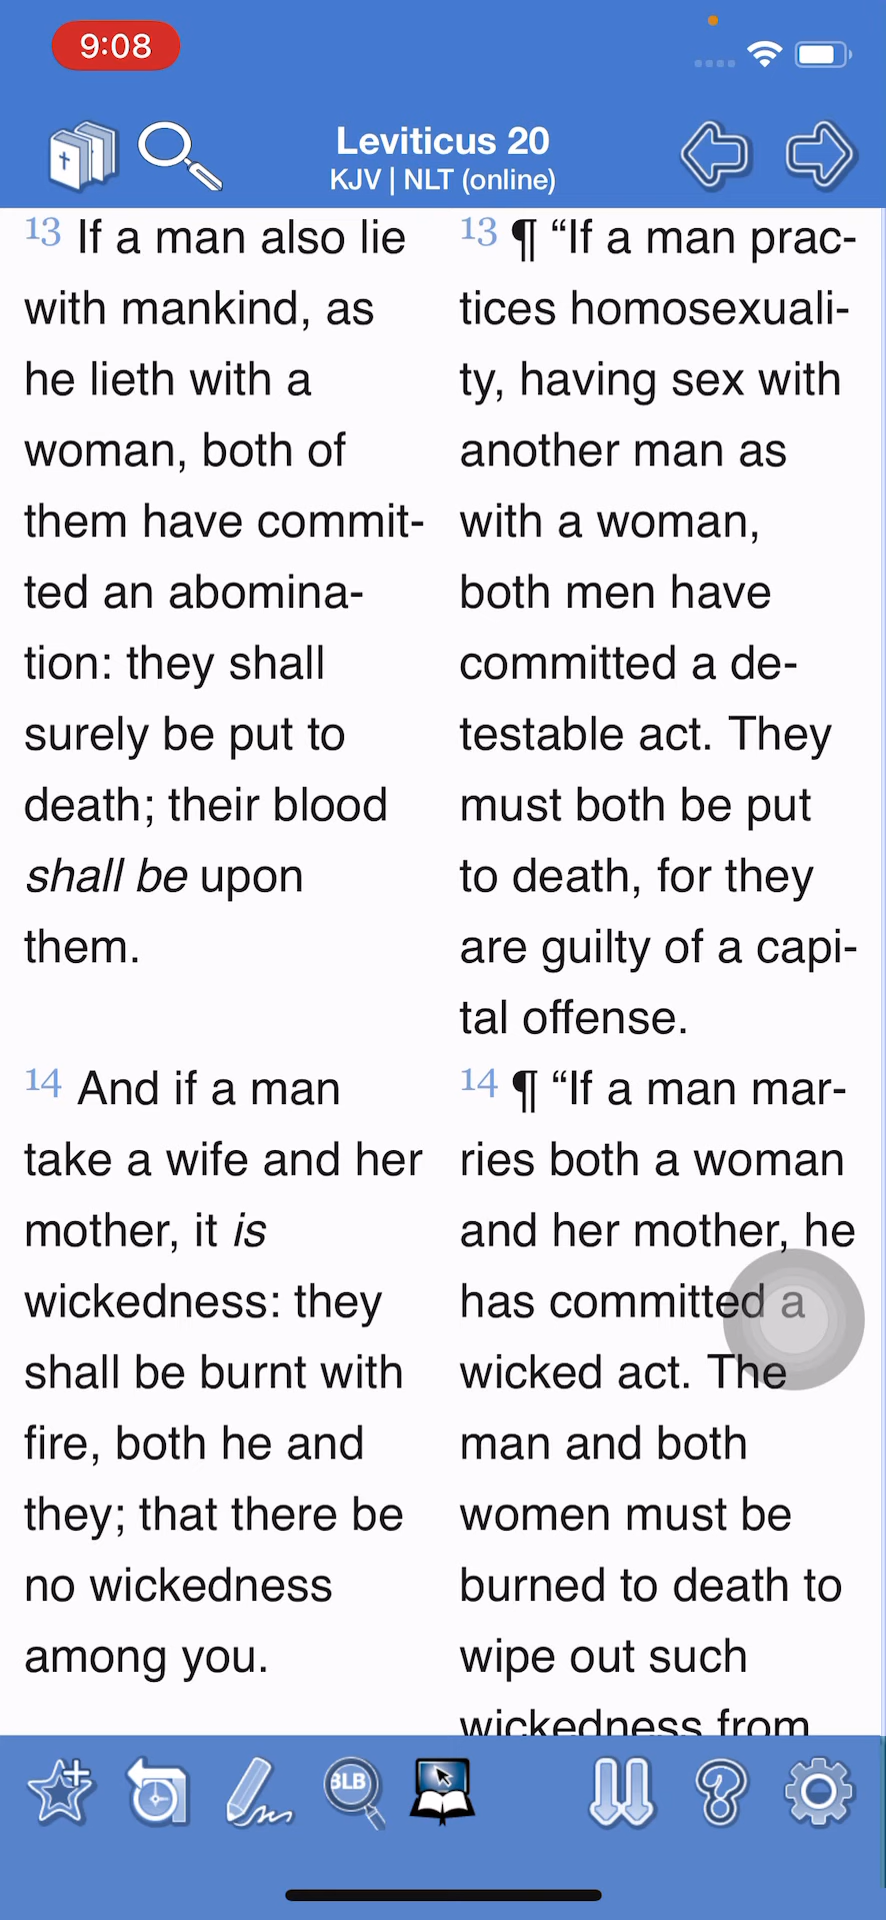 9:08
Leviticus 20
KJV | NLT (online)
13 If a man also lie
with mankind, as
he lieth with a
woman, both of
them have commit-
ted an abomina-
tion: they shall
surely be put to
death; their blood
shall be upon
them.
14 And if a man
take a wife and her
mother, it is
wickedness: they
shall be burnt with
fire, both he and
they; that there be
no wickedness
among you.
13 ¶ “If a man prac-
tices homosexuali-
ty, having sex with
another man as
with a woman,
both men have
committed a de-
testable act. They
must both be put
to death, for they
are guilty of a capi-
tal offense.
14 ¶ “If a man mar-
ries both a woman
and her mother, he
has committed a
wicked act. The
man and both
women must be
burned to death to
wipe out such
wickedness from
BLB